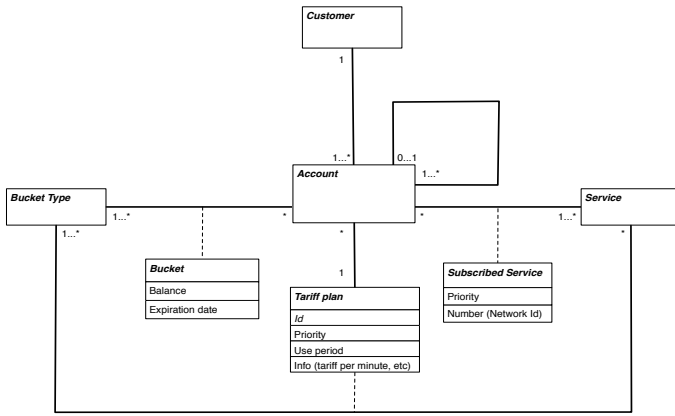 Customer
1
1...*
0...1
1...*
Account
Bucket Type
1...*
*
*
1...*
Service
1...*
*
*
Bucket
Balance
Expiration date
1
Subscribed Service
Priority
Number (Network Id)
Tariff plan
Id
Priority
Use period
Info (tariff per minute, etc)